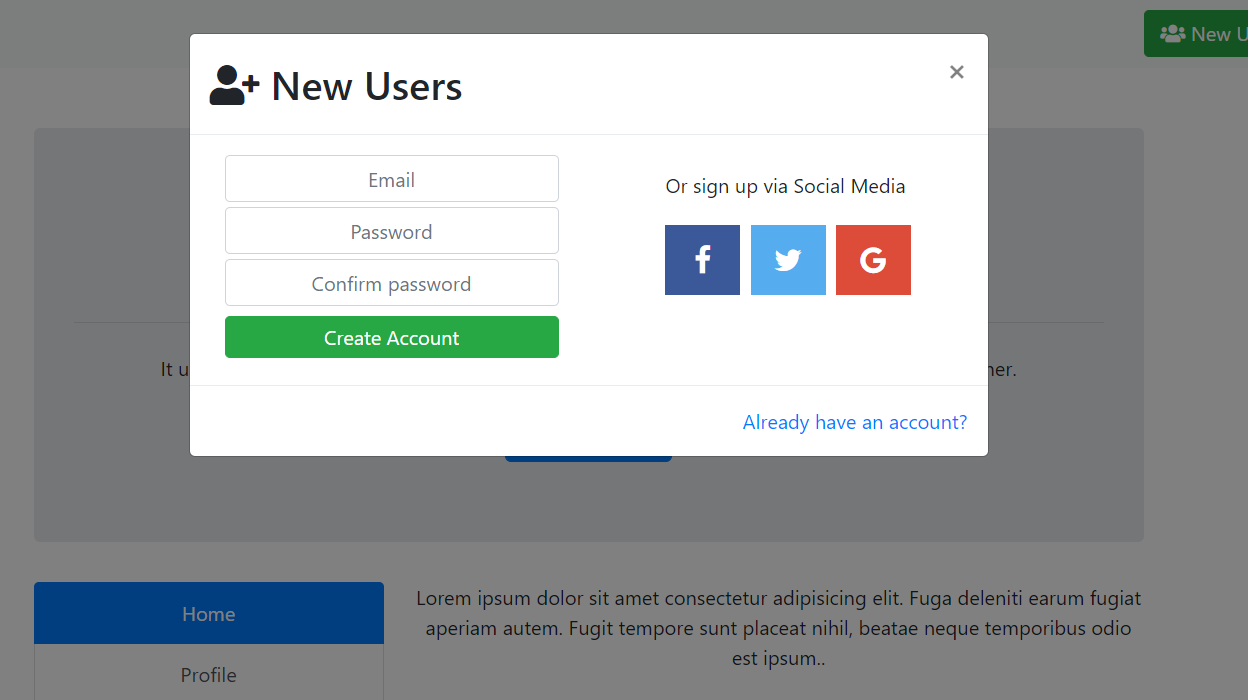 New U
New Users
×
Email
Or sign up via Social Media
Password
Confirm password
Create Account
It u
her.
Already have an account?
Home
Lorem ipsum dolor sit amet consectetur adipisicing elit. Fuga deleniti earum fugiat
aperiam autem. Fugit tempore sunt placeat nihil, beatae neque temporibus odio
est ipsum..
Profile